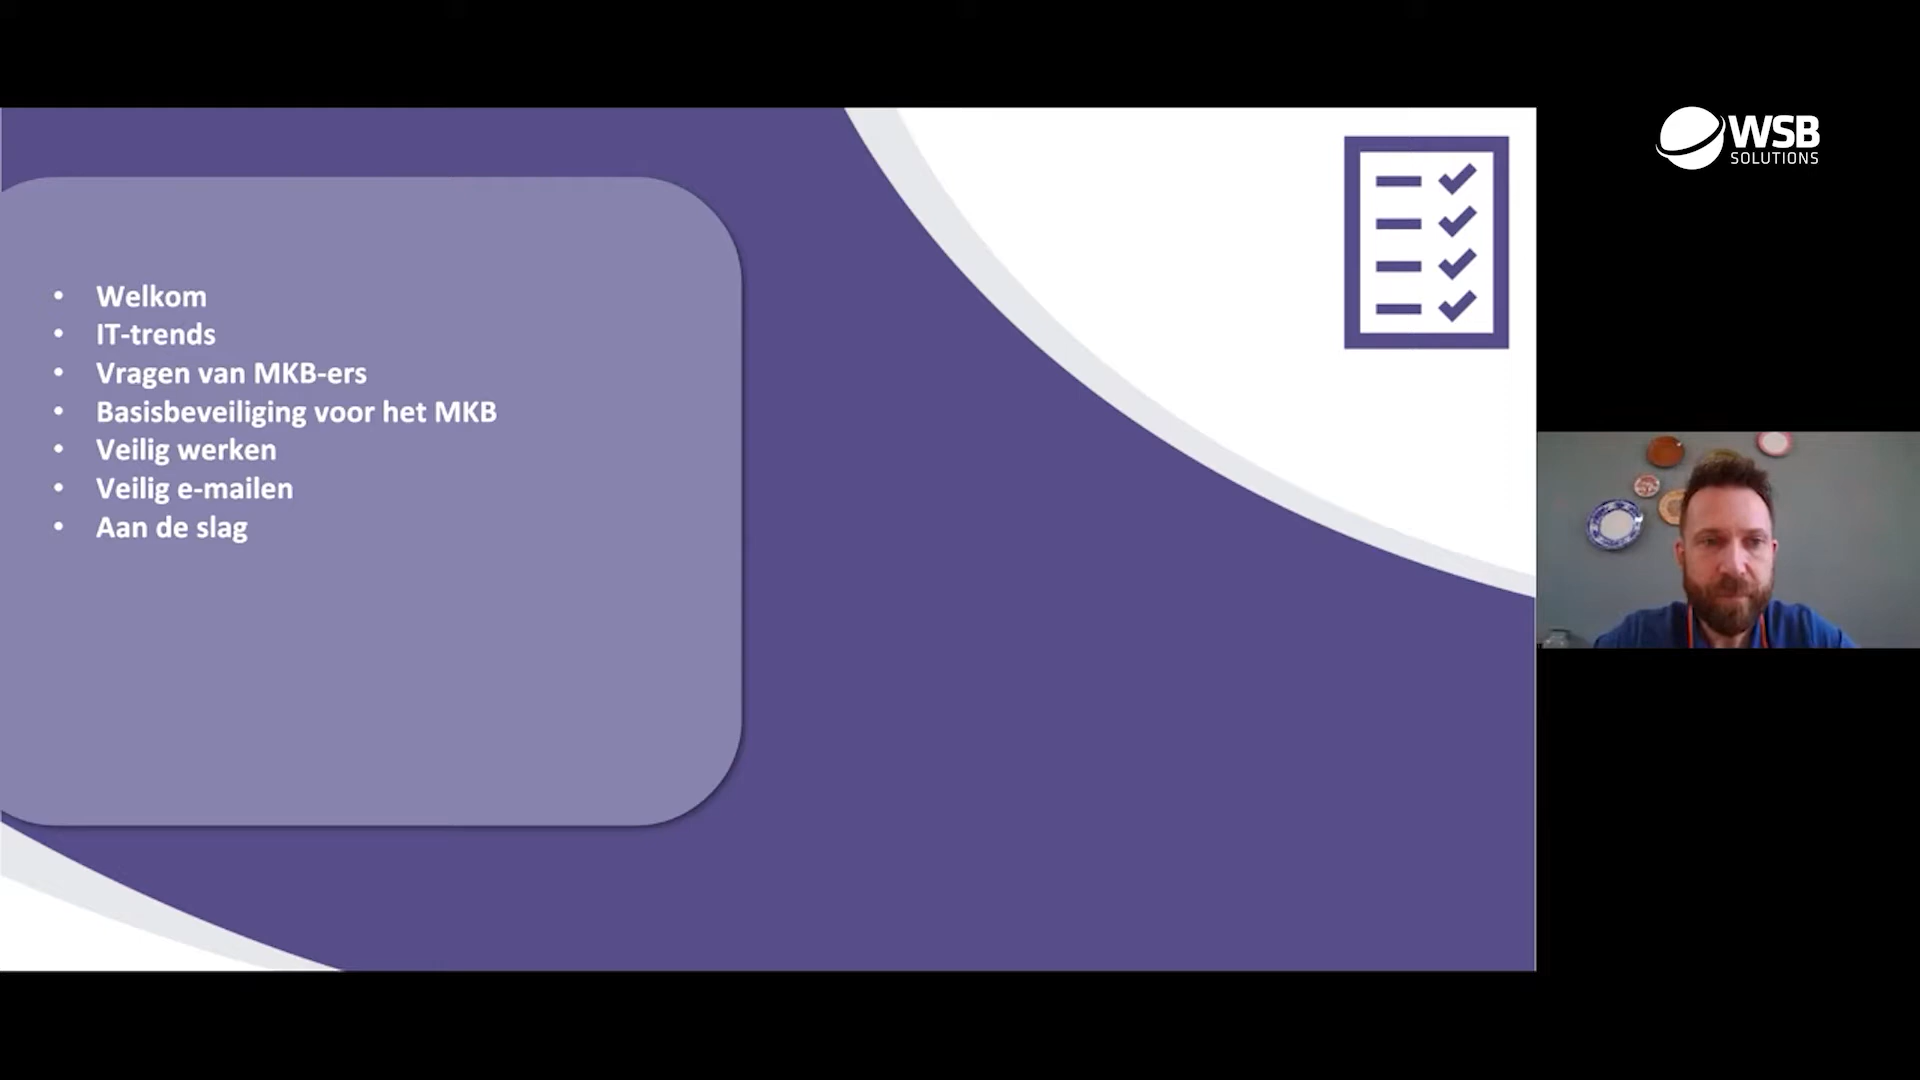 WSB
SOLUTIONS
• Welkom
• IT-trends
• Vragen van MKB-ers
• Basisbeveiliging voor het MKB
• Veilig werken
• Veilig e-mailen
• Aan de slag